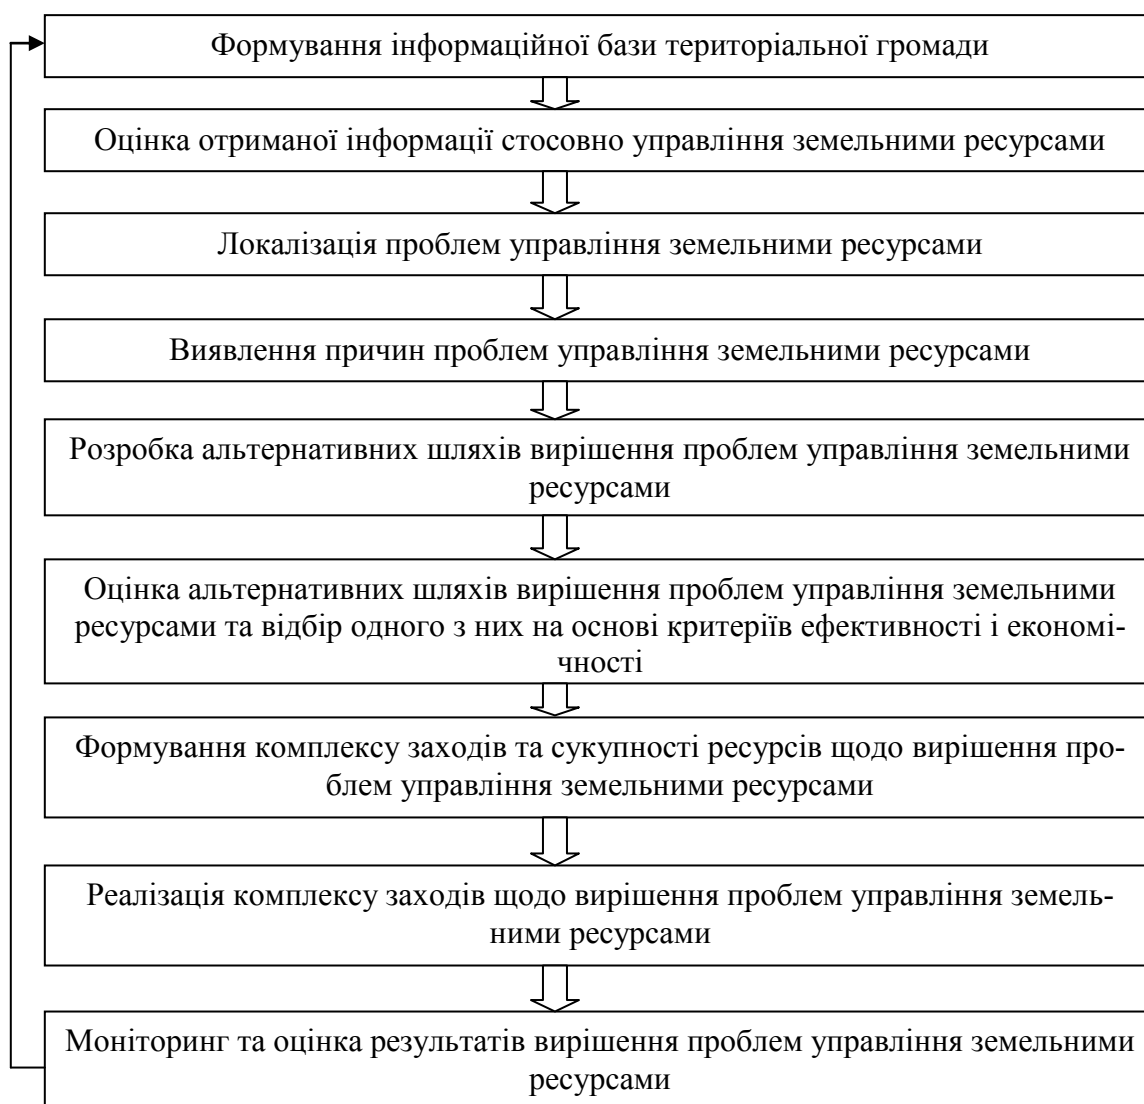 Формування інформаційної бази територіальної громади
Оцінка отриманої інформації стосовно управління земельними ресурсами
Локалізація проблем управління земельними ресурсами
Виявлення причин проблем управління земельними ресурсами
Розробка альтернативних шляхів вирішення проблем управління земельними
ресурсами
Оцінка альтернативних шляхів вирішення проблем управління земельними
ресурсами та відбір одного з них на основі критеріїв ефективності і економі-
чності
Формування комплексу заходів та сукупності ресурсів щодо вирішення про-
блем управління земельними ресурсами
Реалізація комплексу заходів щодо вирішення проблем управління земель-
ними ресурсами
Моніторинг та оцінка результатів вирішення проблем управління земельними
ресурсами